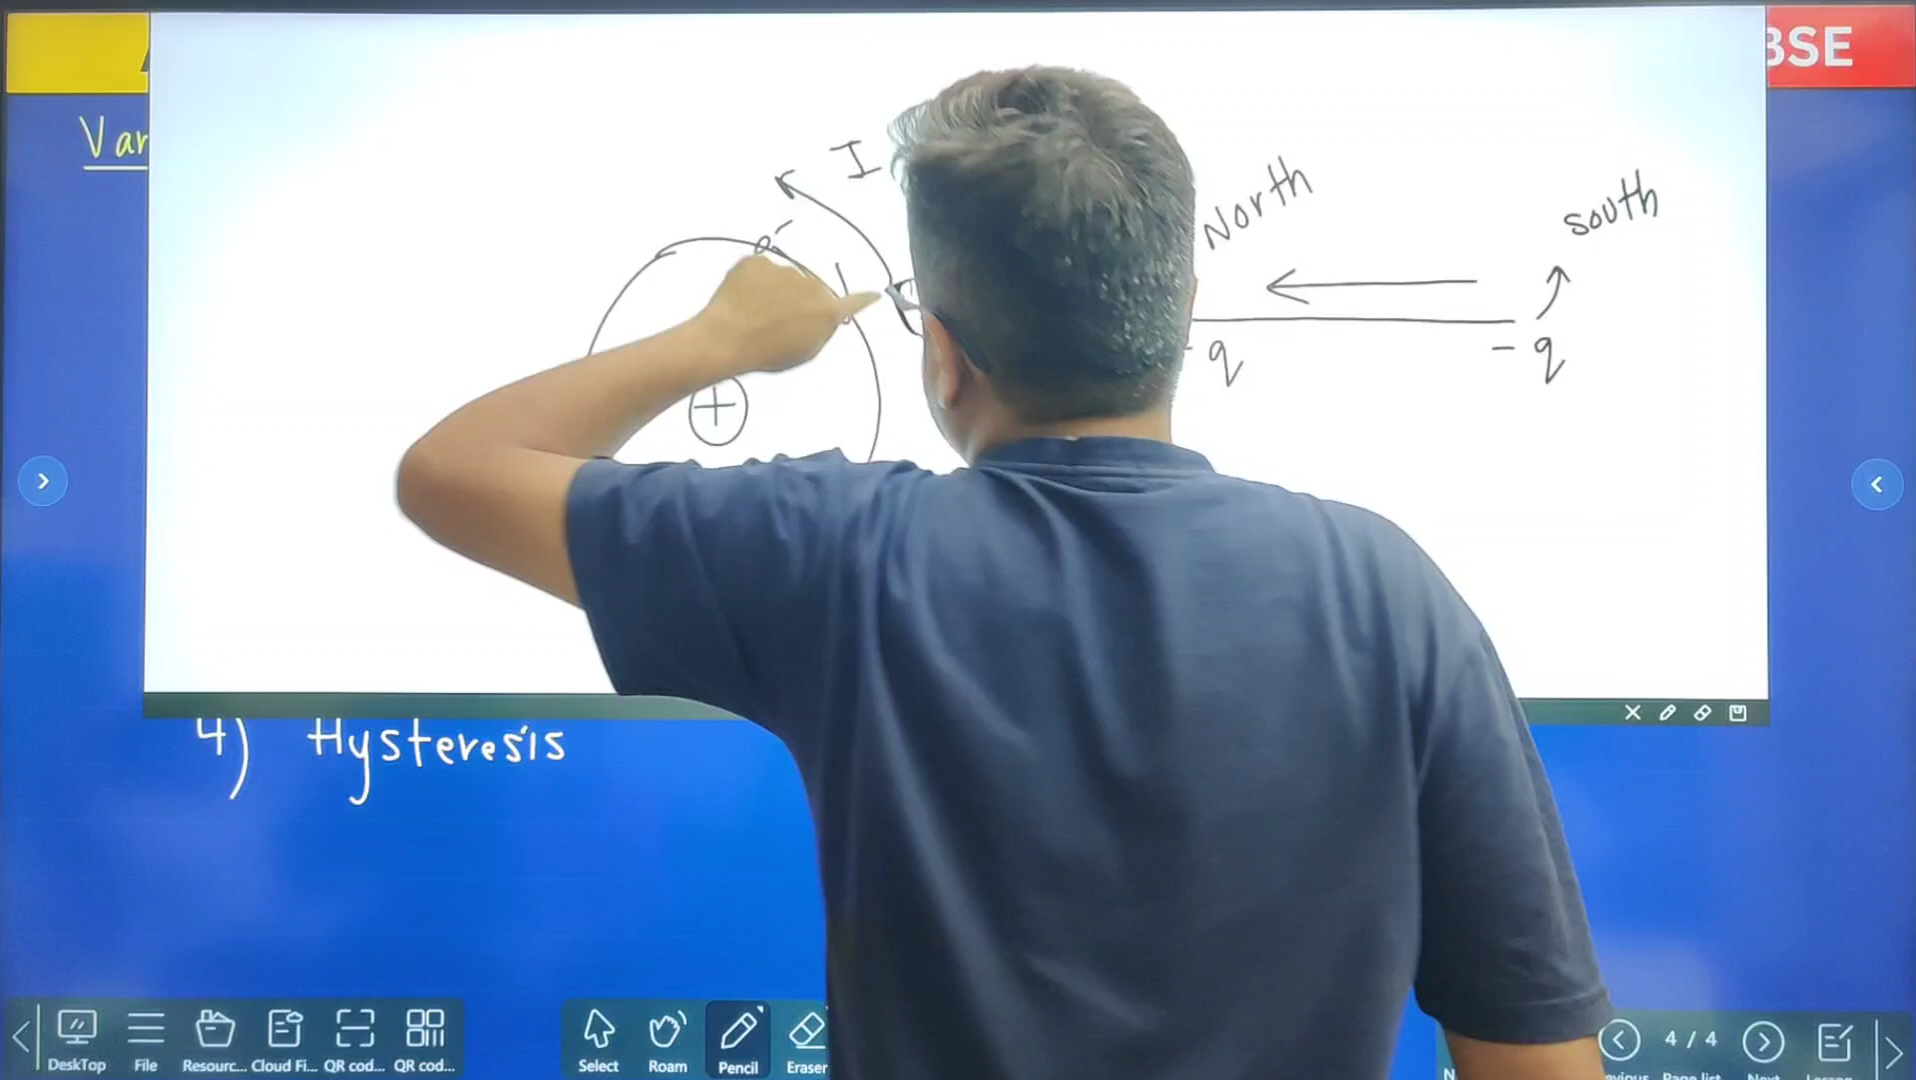 BSE
I
e-
North
South
+
- q
- q
4) Hysteresis
DeskTop
File
Resourc...
Cloud Fi...
QR cod...
QR cod...
Select
Roam
Pencil
Eraser
4 / 4
Page list
Next